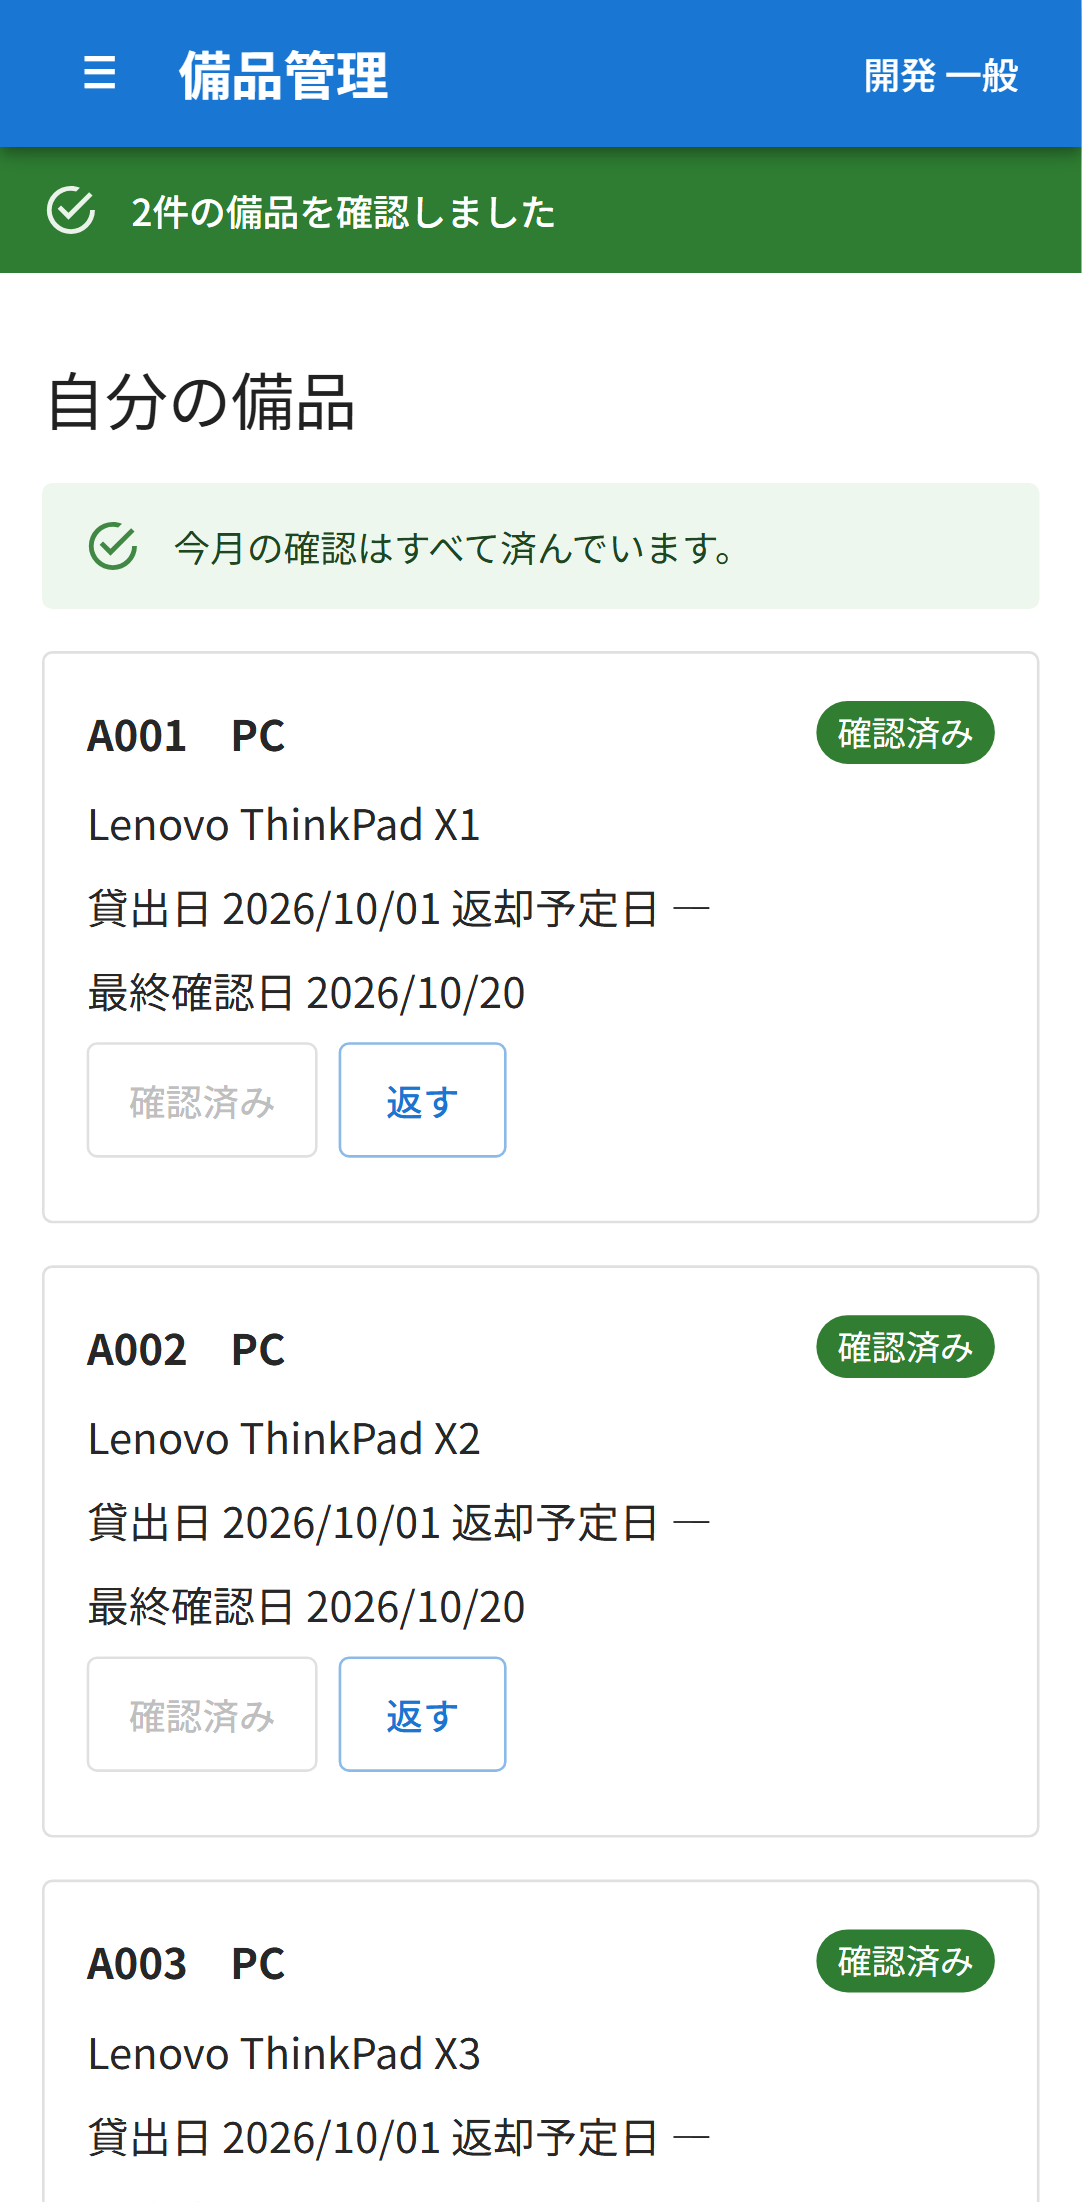 備品管理 開発 一般
2件の備品を確認しました
自分の備品
今月の確認はすべて済んでいます。
A001 PC 確認済み
Lenovo ThinkPad X1
貸出日 2026/10/01 返却予定日 —
最終確認日 2026/10/20
確認済み 返す
A002 PC 確認済み
Lenovo ThinkPad X2
貸出日 2026/10/01 返却予定日 —
最終確認日 2026/10/20
確認済み 返す
A003 PC 確認済み
Lenovo ThinkPad X3
貸出日 2026/10/01 返却予定日 —